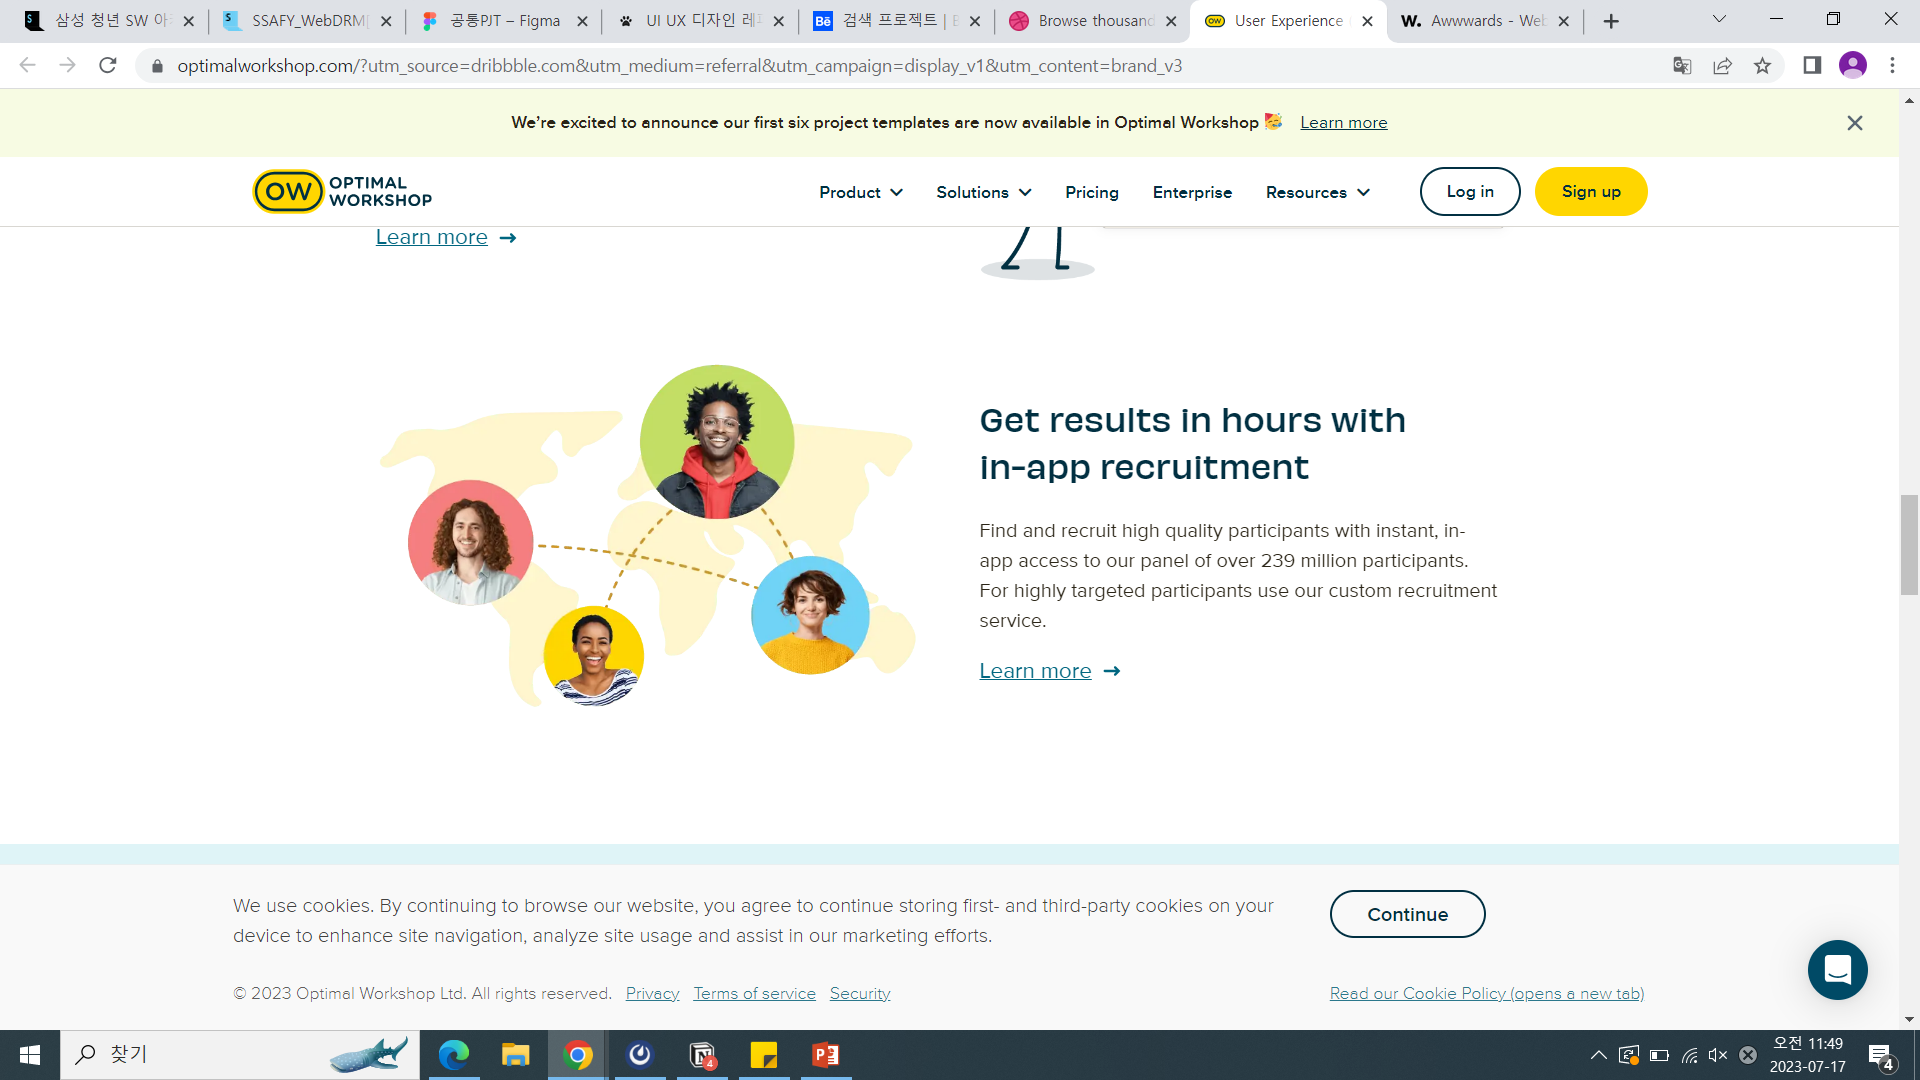 삼성 청년 SW 아
SSAFY_WebDRM
공통PJT – Figma
UI UX 디자인 레
Bē 검색 프로젝트 |
Browse thousand
OW User Experience
W. Awwwards - Web
optimalworkshop.com/?utm_source=dribbble.com&utm_medium=referral&utm_campaign=display_v1&utm_content=brand_v3
We're excited to announce our first six project templates are now available in Optimal Workshop 🥳 Learn more
OW OPTIMAL WORKSHOP
Product
Solutions
Pricing
Enterprise
Resources
Log in
Sign up
Learn more →
Get results in hours with
in-app recruitment
Find and recruit high quality participants with instant, in-
app access to our panel of over 239 million participants.
For highly targeted participants use our custom recruitment
service.
Learn more →
We use cookies. By continuing to browse our website, you agree to continue storing first- and third-party cookies on your
device to enhance site navigation, analyze site usage and assist in our marketing efforts.
Continue
© 2023 Optimal Workshop Ltd. All rights reserved. Privacy Terms of service Security
Read our Cookie Policy (opens a new tab)
찾기
오전 11:49
2023-07-17
4